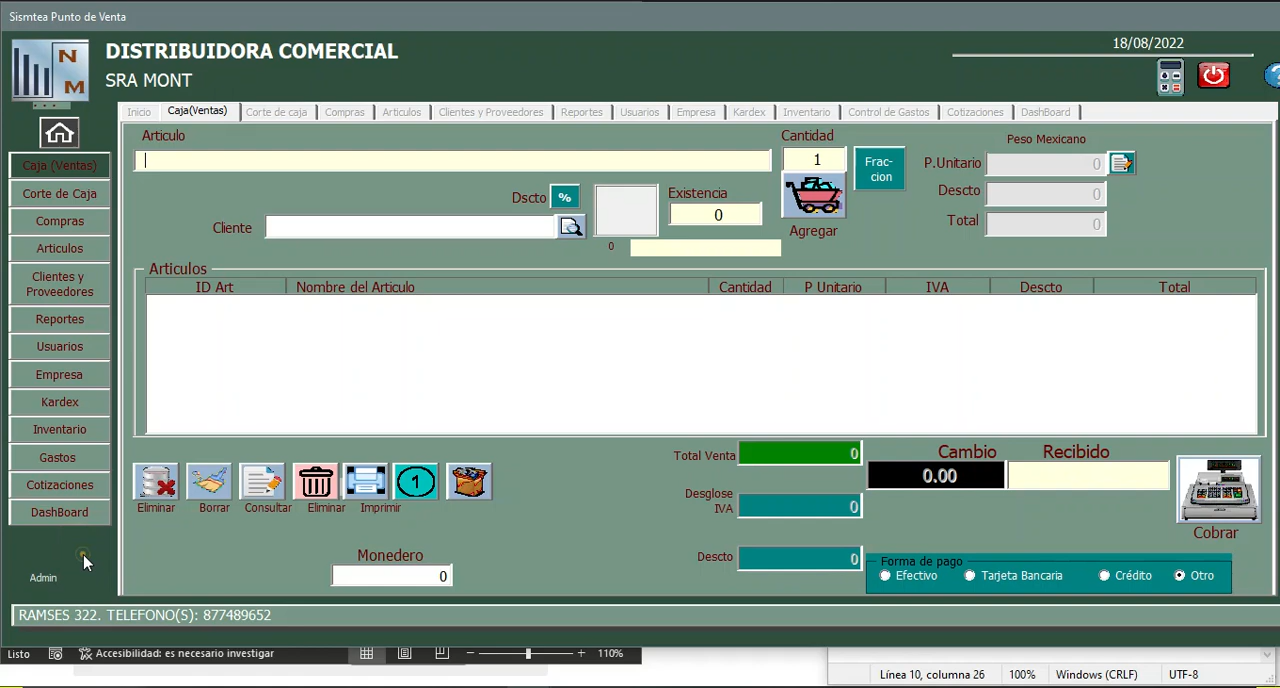 Sismtea Punto de Venta
N
M
DISTRIBUIDORA COMERCIAL
SRA MONT
18/08/2022
Inicio Caja(Ventas) Corte de caja Compras Articulos Clientes y Proveedores Reportes Usuarios Empresa Kardex Inventario Control de Gastos Cotizaciones DashBoard
Caja (Ventas)
Corte de Caja
Compras
Articulos
Clientes y
Proveedores
Reportes
Usuarios
Empresa
Kardex
Inventario
Gastos
Cotizaciones
DashBoard
Admin
Articulo
Cantidad
1
Frac-
cion
Agregar
Peso Mexicano
P.Unitario 0
Descto 0
Total 0
Dscto %
Existencia
0
Cliente
0
Articulos
ID Art Nombre del Articulo Cantidad P Unitario IVA Descto Total
1
Eliminar Borrar Consultar Eliminar Imprimir
Monedero
0
Total Venta 0
Desglose
IVA 0
Descto 0
Cambio
0.00
Recibido
Cobrar
Forma de pago
Efectivo Tarjeta Bancaria Crédito Otro
RAMSES 322. TELEFONO(S): 877489652
Listo Accesibilidad: es necesario investigar 110%
Línea 10, columna 26 100% Windows (CRLF) UTF-8